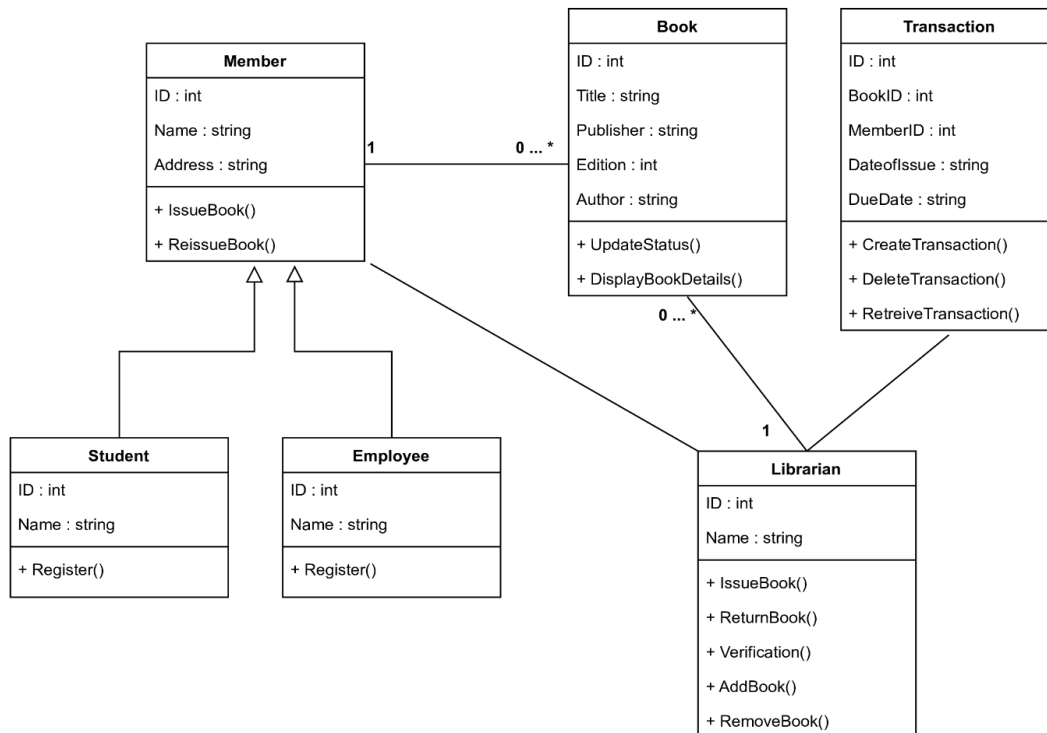 Member
ID : int
Name : string
Address : string
+ IssueBook()
+ ReissueBook()
1
0 ... *
Book
ID : int
Title : string
Publisher : string
Edition : int
Author : string
+ UpdateStatus()
+ DisplayBookDetails()
0 ... *
1
Transaction
ID : int
BookID : int
MemberID : int
DateofIssue : string
DueDate : string
+ CreateTransaction()
+ DeleteTransaction()
+ RetreiveTransaction()
Student
ID : int
Name : string
+ Register()
Employee
ID : int
Name : string
+ Register()
Librarian
ID : int
Name : string
+ IssueBook()
+ ReturnBook()
+ Verification()
+ AddBook()
+ RemoveBook()